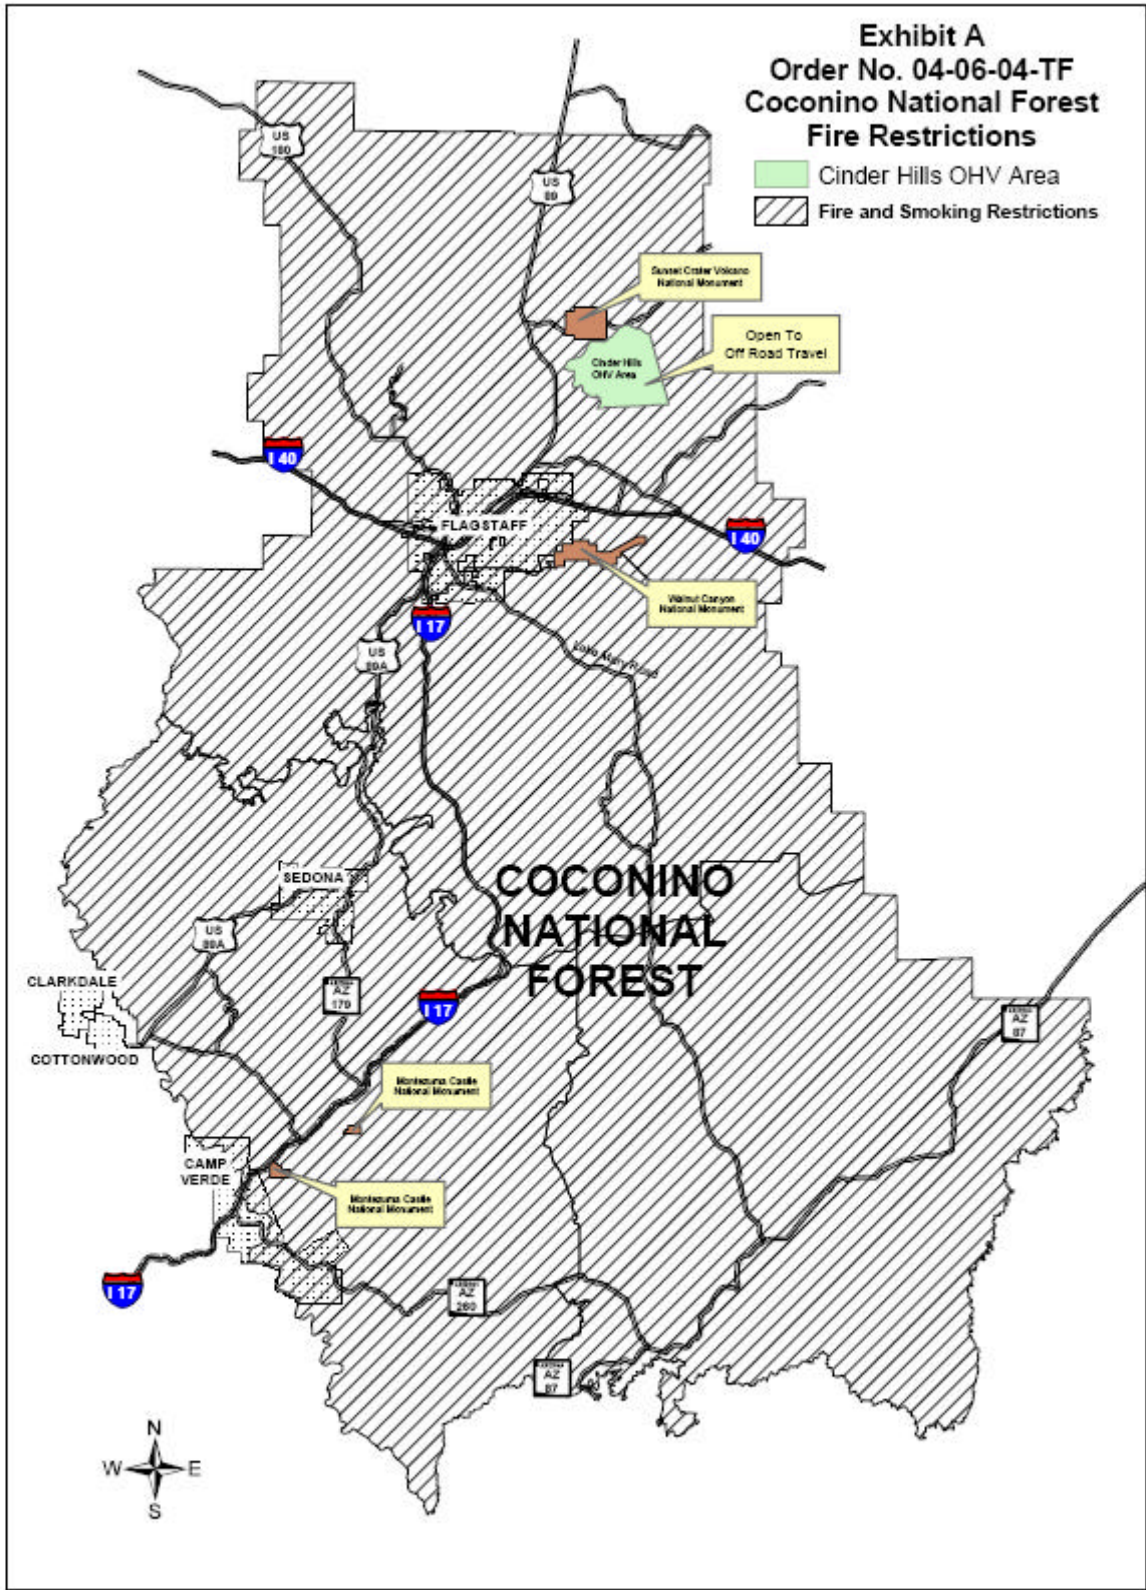 Exhibit A
Order No. 04-06-04-TF
Coconino National Forest
Fire Restrictions
Cinder Hills OHV Area
Fire and Smoking Restrictions
US
180
US
89
Sunset Crater Volcano
National Monument
Open To
Off Road Travel
Cinder Hills
OHV Area
I 40
FLAGSTAFF
I 40
Walnut Canyon
National Monument
I 17
US
89A
Lake Mary Road
SEDONA
COCONINO
NATIONAL
FOREST
US
89A
CLARKDALE
AZ
179
I 17
AZ
87
COTTONWOOD
Montezuma Castle
National Monument
CAMP
VERDE
Montezuma Castle
National Monument
I 17
AZ
260
AZ
87
N
W
E
S